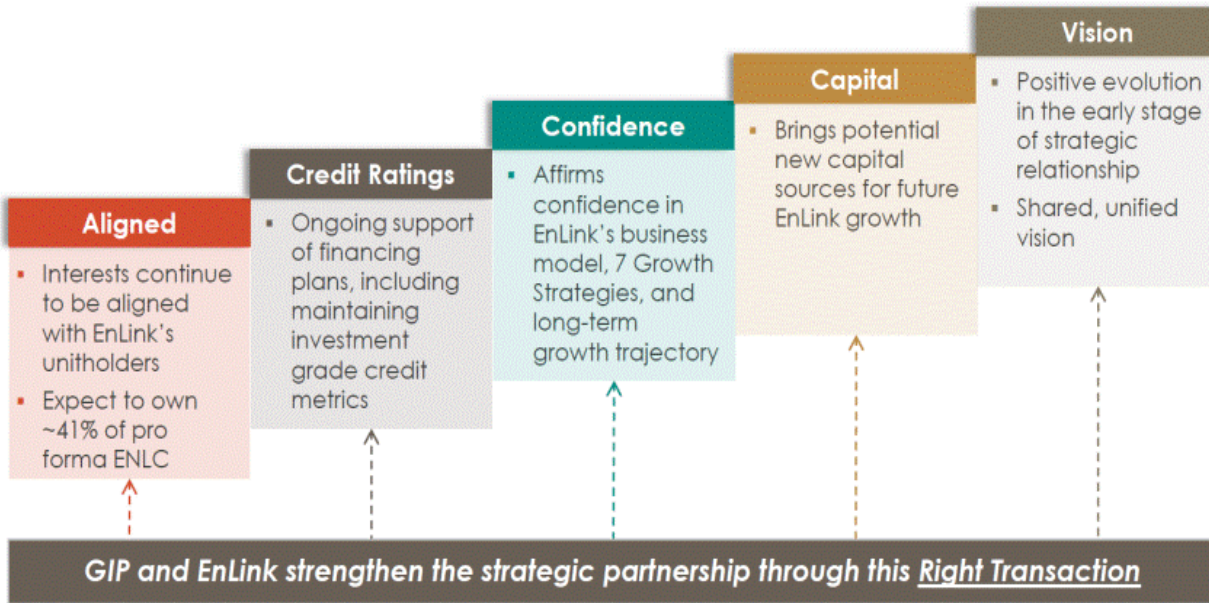 Aligned
▪ Interests continue
to be aligned
with EnLink's
unitholders
▪ Expect to own
~41% of pro
forma ENLC
Credit Ratings
▪ Ongoing support
of financing
plans, including
maintaining
investment
grade credit
metrics
Confidence
▪ Affirms
confidence in
EnLink's business
model, 7 Growth
Strategies, and
long-term
growth trajectory
Capital
▪ Brings potential
new capital
sources for future
EnLink growth
Vision
▪ Positive evolution
in the early stage
of strategic
relationship
▪ Shared, unified
vision
GIP and EnLink strengthen the strategic partnership through this Right Transaction